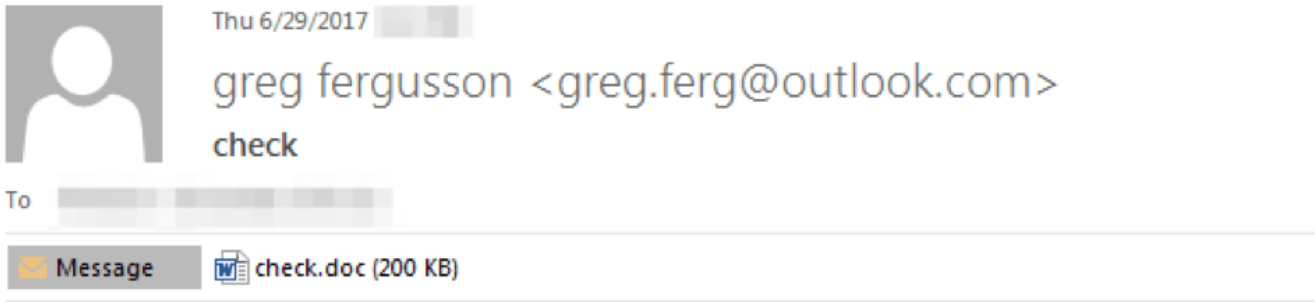 Thu 6/29/2017
greg fergusson <greg.ferg@outlook.com>
check
To
Message check.doc (200 KB)